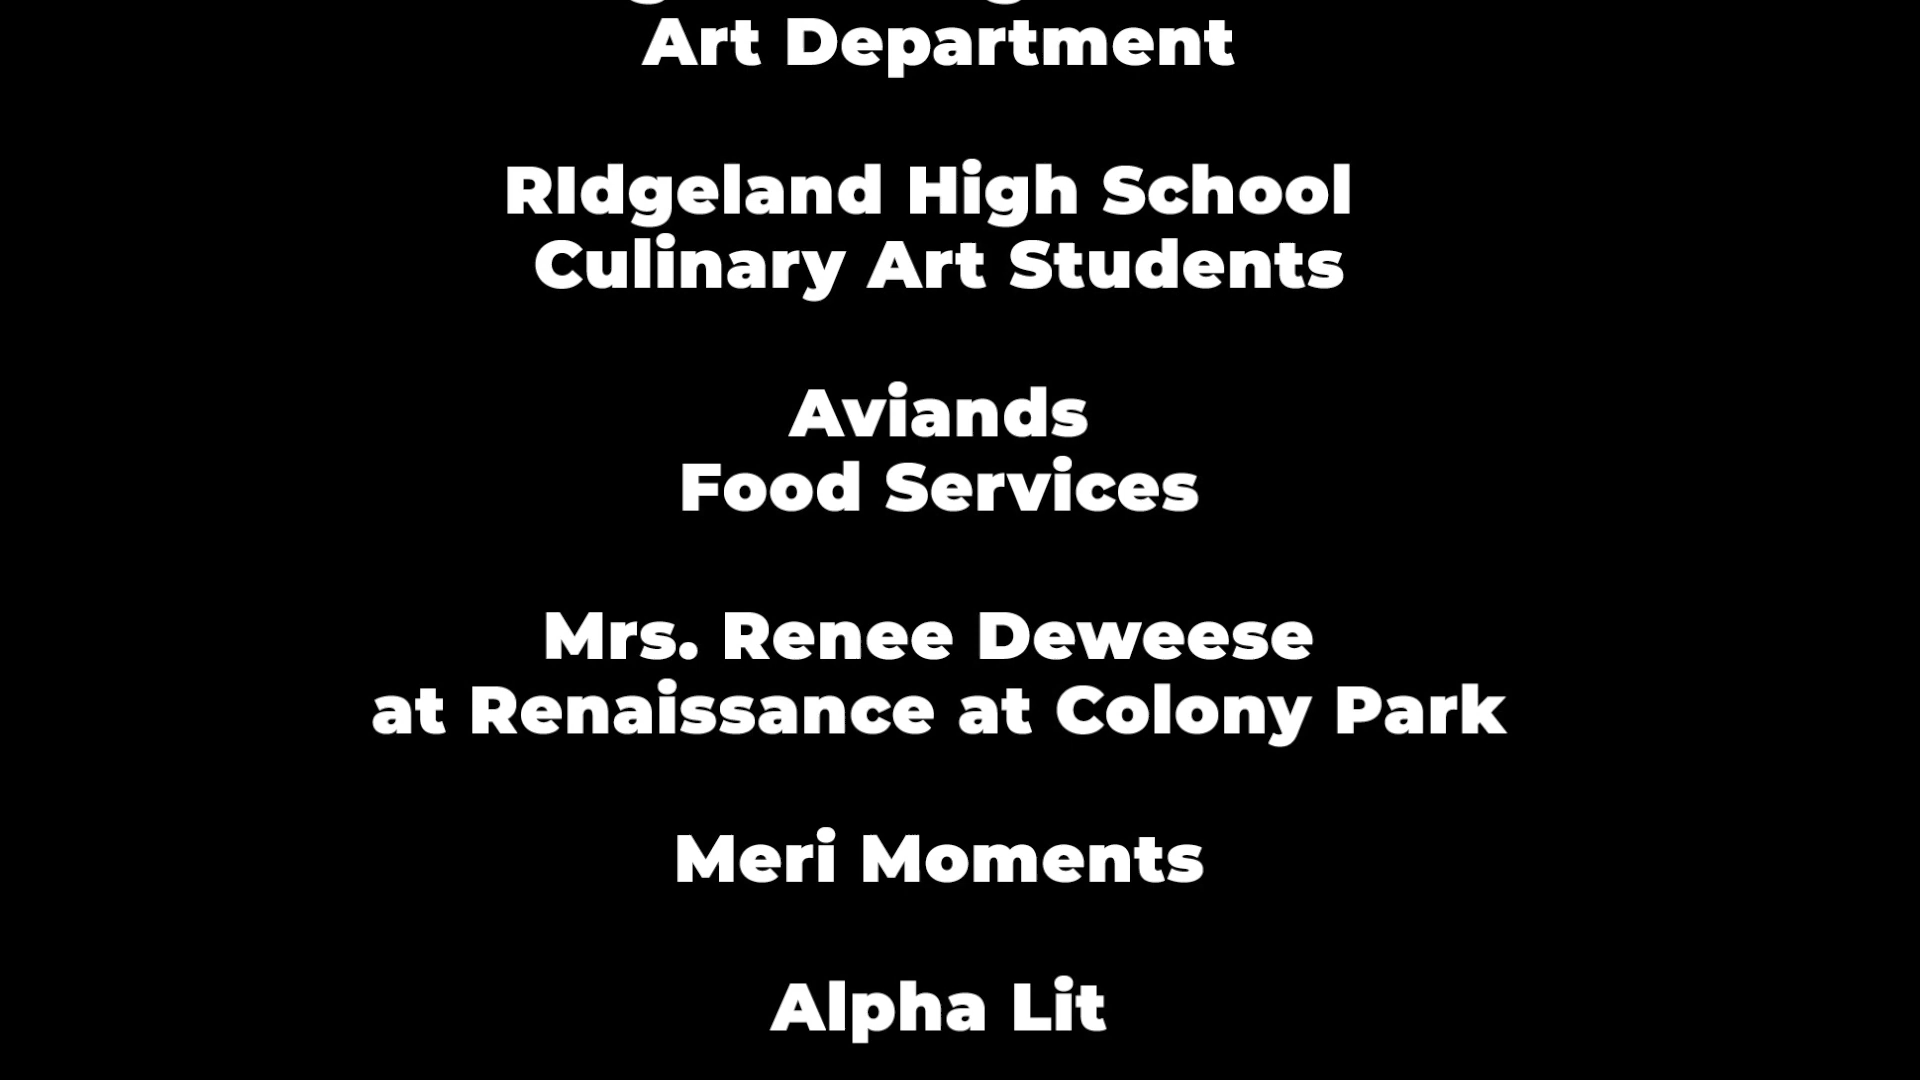 Art Department
RIdgeland High School
Culinary Art Students
Aviands
Food Services
Mrs. Renee Deweese
at Renaissance at Colony Park
Meri Moments
Alpha Lit